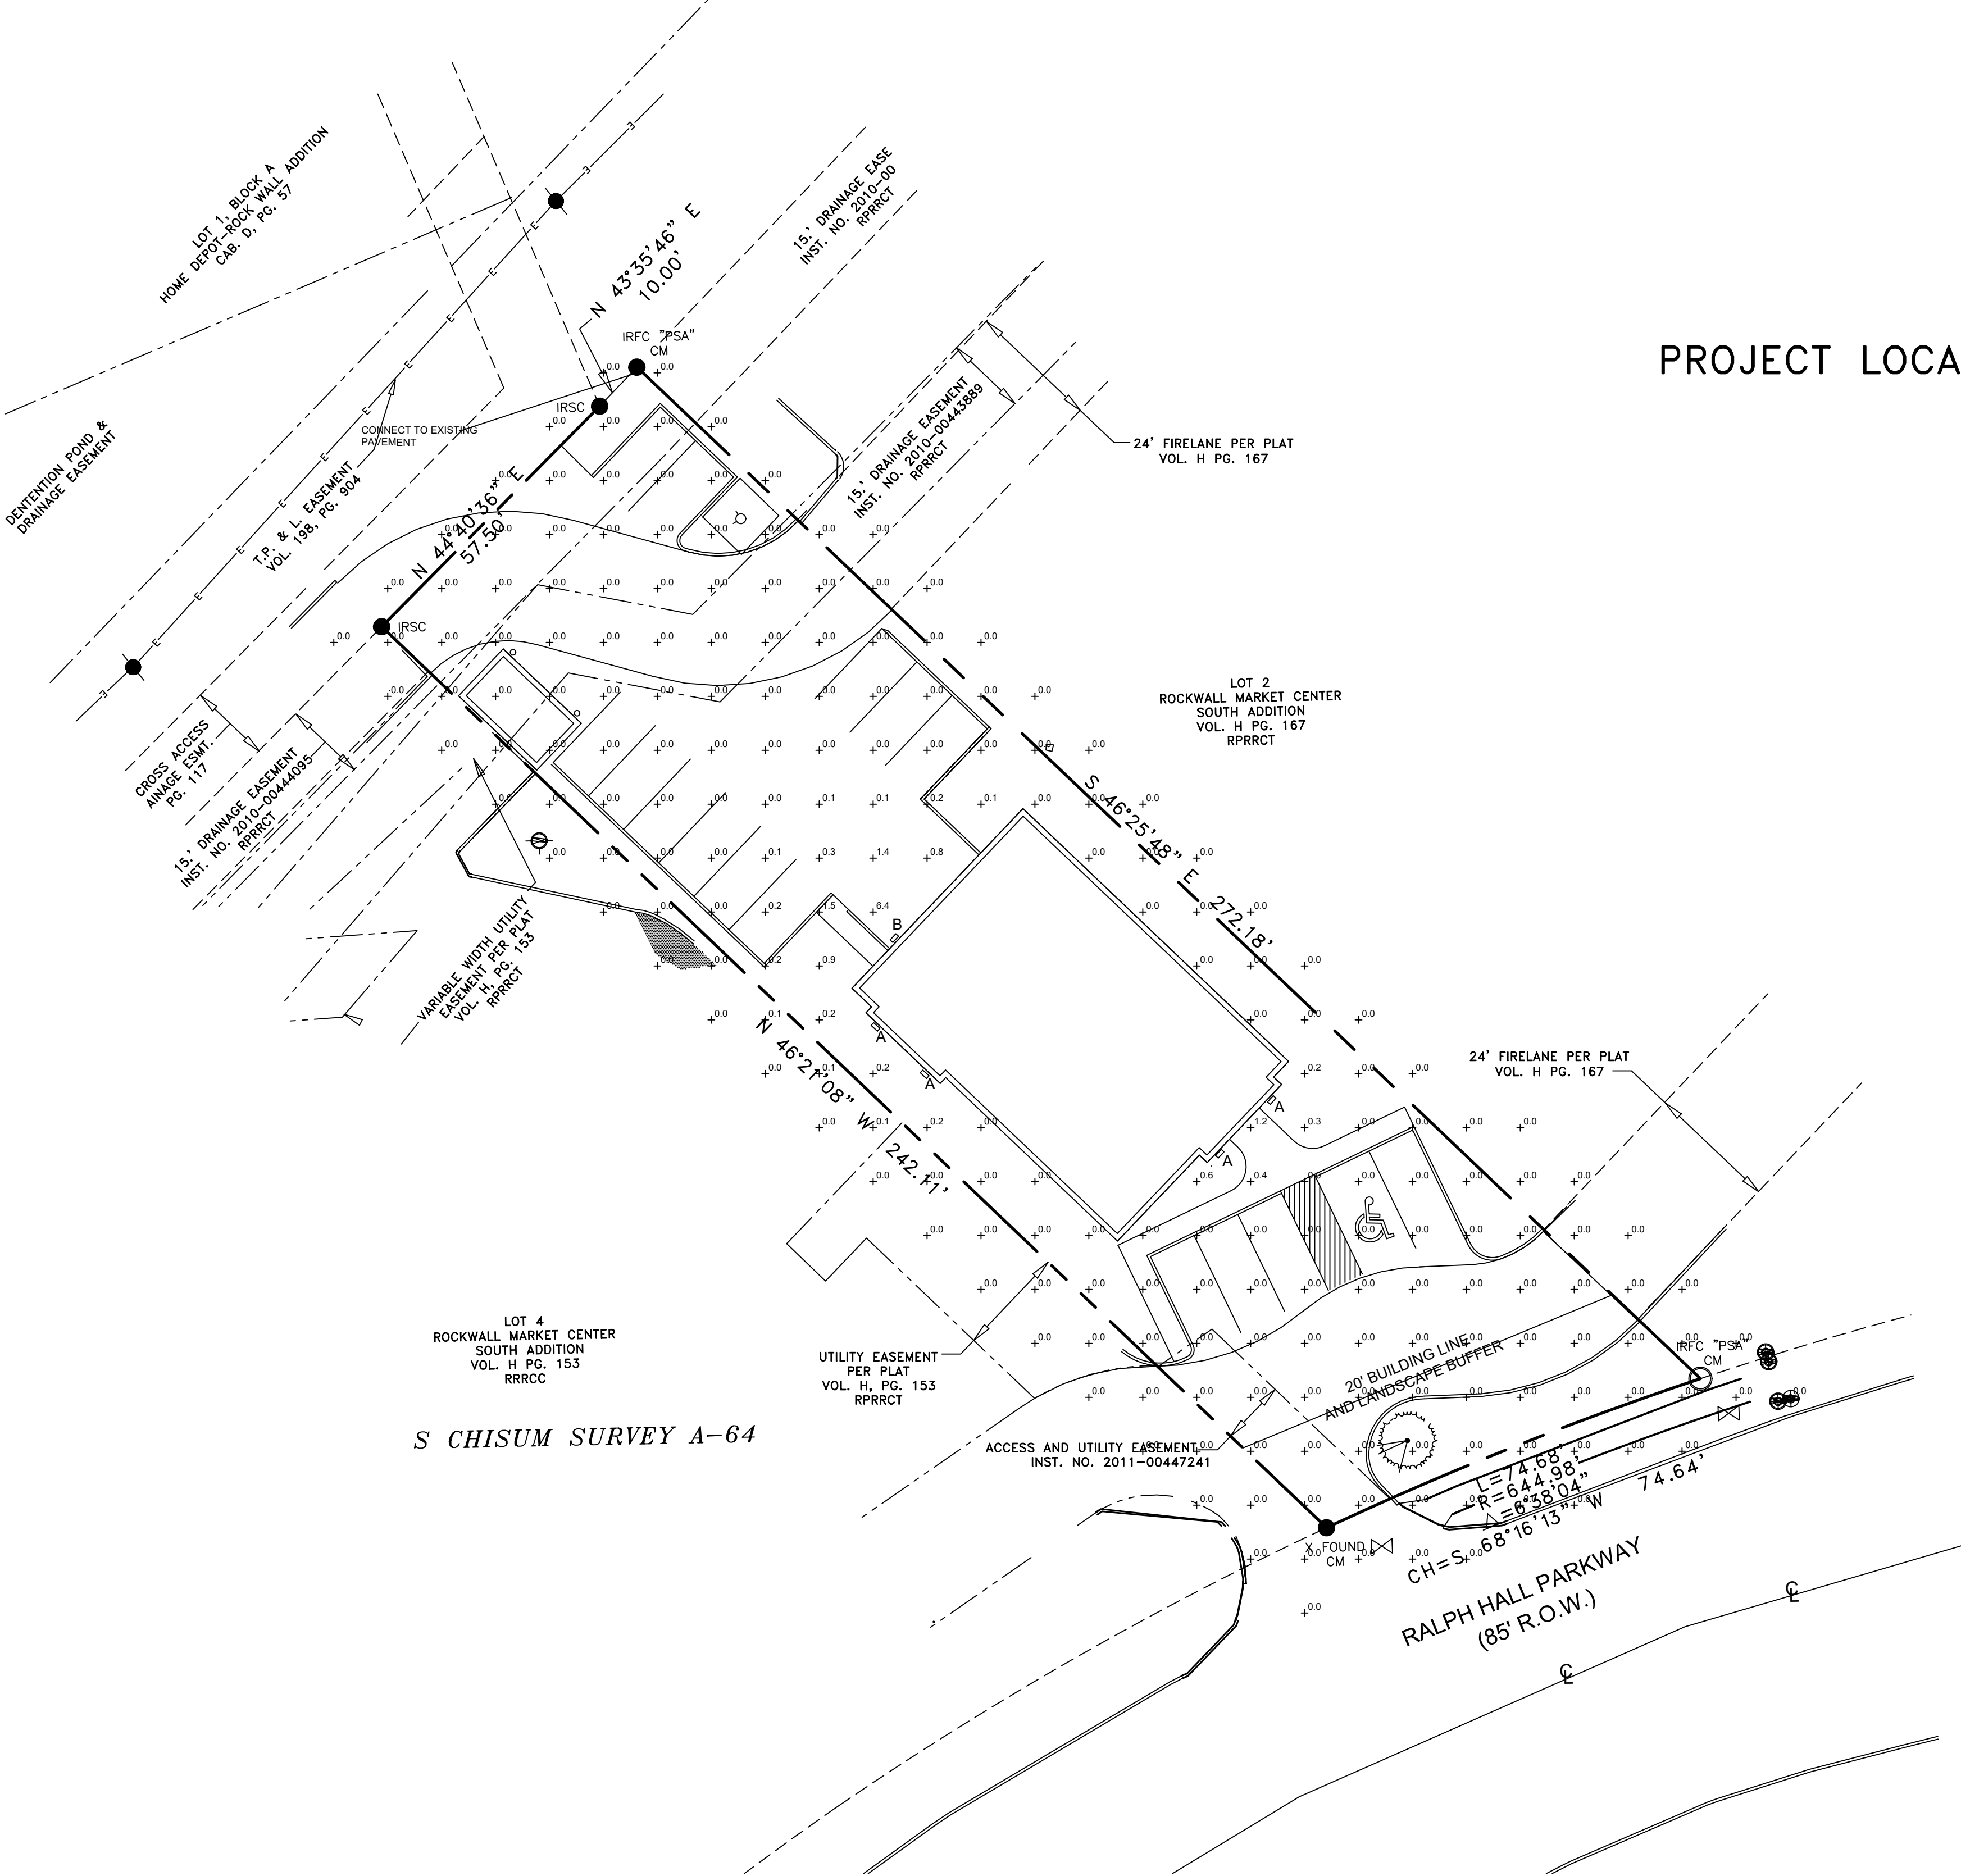 PROJECT LOCA
LOT 1, BLOCK A
HOME DEPOT-ROCK WALL ADDITION
CAB. D, PG. 57
N 43°35'46" E
10.00'
15.' DRAINAGE EASE
INST. NO. 2010-00
RPRRCT
IRFC "PSA"
CM
IRSC
CONNECT TO EXISTING
PAVEMENT
DENTENTION POND &
DRAINAGE EASEMENT
T.P. & L. EASEMENT
VOL. 198, PG. 904
N 44°40'36" E
57.50'
15.' DRAINAGE EASEMENT
INST. NO. 2010-00443889
RPRRCT
24' FIRELANE PER PLAT
VOL. H PG. 167
IRSC
LOT 2
ROCKWALL MARKET CENTER
SOUTH ADDITION
VOL. H PG. 167
RPRRCT
CROSS ACCESS
AINAGE ESMT.
PG. 117
15.' DRAINAGE EASEMENT
INST. NO. 2010-00444095
RPRRCT
S 46°25'48" E 272.18'
VARIABLE WIDTH UTILITY
EASEMENT PER PLAT
VOL. H, PG. 153
RPRRCT
B
A
A
A
A
N 46°21'08" W 242.11'
24' FIRELANE PER PLAT
VOL. H PG. 167
LOT 4
ROCKWALL MARKET CENTER
SOUTH ADDITION
VOL. H PG. 153
RRRCC
UTILITY EASEMENT
PER PLAT
VOL. H, PG. 153
RPRRCT
20' BUILDING LINE
AND LANDSCAPE BUFFER
IRFC "PSA"
CM
S CHISUM SURVEY A-64
ACCESS AND UTILITY EASEMENT
INST. NO. 2011-00447241
L=74.68'
R=644.98'
=6°38'04"
CH=S 68°16'13" W 74.64'
X FOUND
CM
RALPH HALL PARKWAY
(85' R.O.W.)